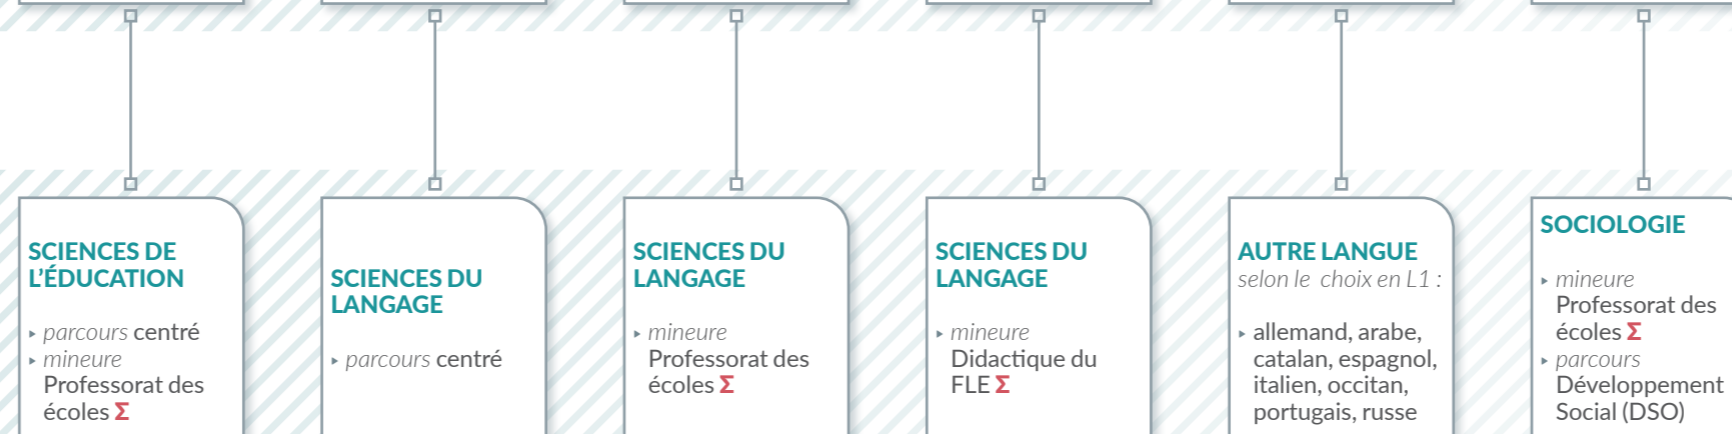 SCIENCES DE
L'ÉDUCATION
▸ parcours centré
▸ mineure
Professorat des
écoles Σ
SCIENCES DU
LANGAGE
▸ parcours centré
SCIENCES DU
LANGAGE
▸ mineure
Professorat des
écoles Σ
SCIENCES DU
LANGAGE
▸ mineure
Didactique du
FLE Σ
AUTRE LANGUE
selon le choix en L1 :
▸ allemand, arabe,
catalan, espagnol,
italien, occitan,
portugais, russe
SOCIOLOGIE
▸ mineure
Professorat des
écoles Σ
▸ parcours
Développement
Social (DSO)